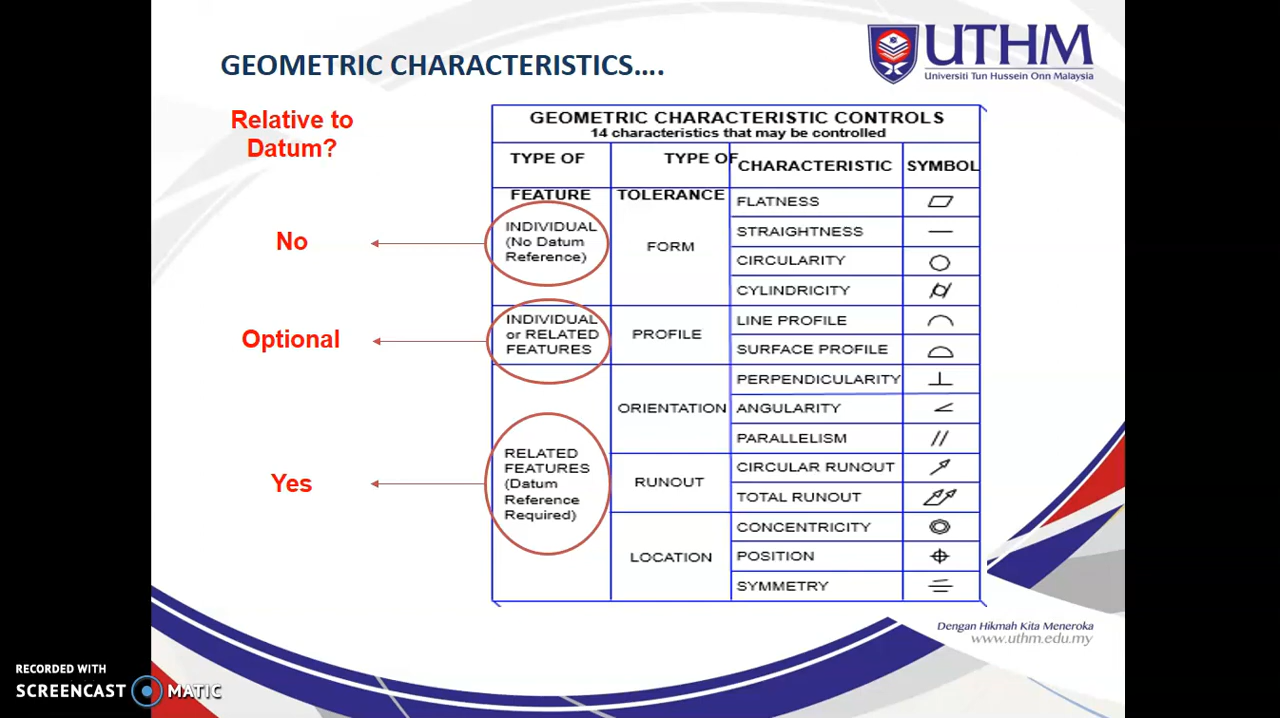 GEOMETRIC CHARACTERISTICS....
UTHM
Universiti Tun Hussein Onn Malaysia
Relative to
Datum?
No
Optional
Yes
GEOMETRIC CHARACTERISTIC CONTROLS
14 characteristics that may be controlled
TYPE OF
FEATURE
TYPE OF
TOLERANCE
CHARACTERISTIC
SYMBOL
INDIVIDUAL
(No Datum
Reference)
FORM
FLATNESS
STRAIGHTNESS
CIRCULARITY
CYLINDRICITY
INDIVIDUAL
or RELATED
FEATURES
PROFILE
LINE PROFILE
SURFACE PROFILE
RELATED
FEATURES
(Datum
Reference
Required)
ORIENTATION
PERPENDICULARITY
ANGULARITY
PARALLELISM
RUNOUT
CIRCULAR RUNOUT
TOTAL RUNOUT
LOCATION
CONCENTRICITY
POSITION
SYMMETRY
Dengan Hikmah Kita Meneroka
www.uthm.edu.my
RECORDED WITH
SCREENCAST MATIC